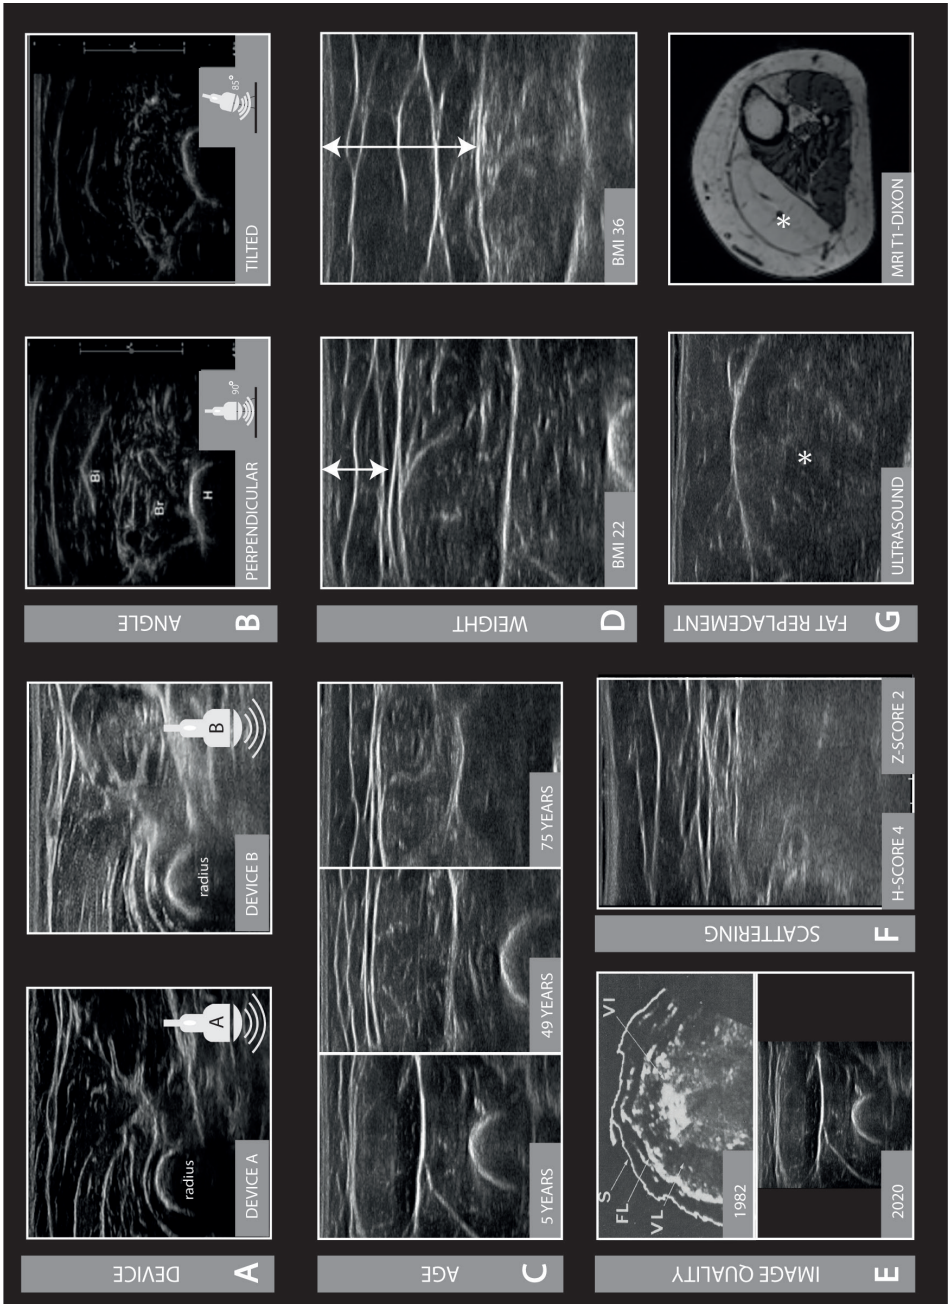 A
DEVICE
DEVICE A
radius
A
DEVICE B
radius
B
B
ANGLE
PERPENDICULAR
Bi
Br
H
90°
TILTED
85°
C
AGE
5 YEARS
49 YEARS
75 YEARS
D
WEIGHT
BMI 22
BMI 36
E
IMAGE QUALITY
1982
S
FL
VL
VI
2020
F
SCATTERING
H-SCORE 4
Z-SCORE 2
G
FAT REPLACEMENT
ULTRASOUND
*
MRI T1-DIXON
*